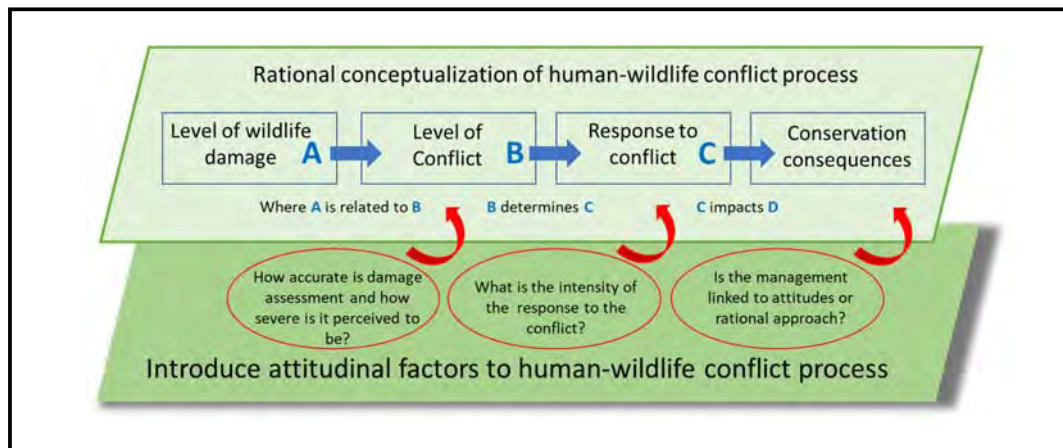 Rational conceptualization of human-wildlife conflict process
Level of wildlife
damage A
Level of
Conflict B
Response to
conflict C
Conservation
consequences
Where A is related to B
B determines C
C impacts D
How accurate is damage
assessment and how
severe is it perceived to
be?
What is the intensity of
the response to the
conflict?
Is the management
linked to attitudes or
rational approach?
Introduce attitudinal factors to human-wildlife conflict process